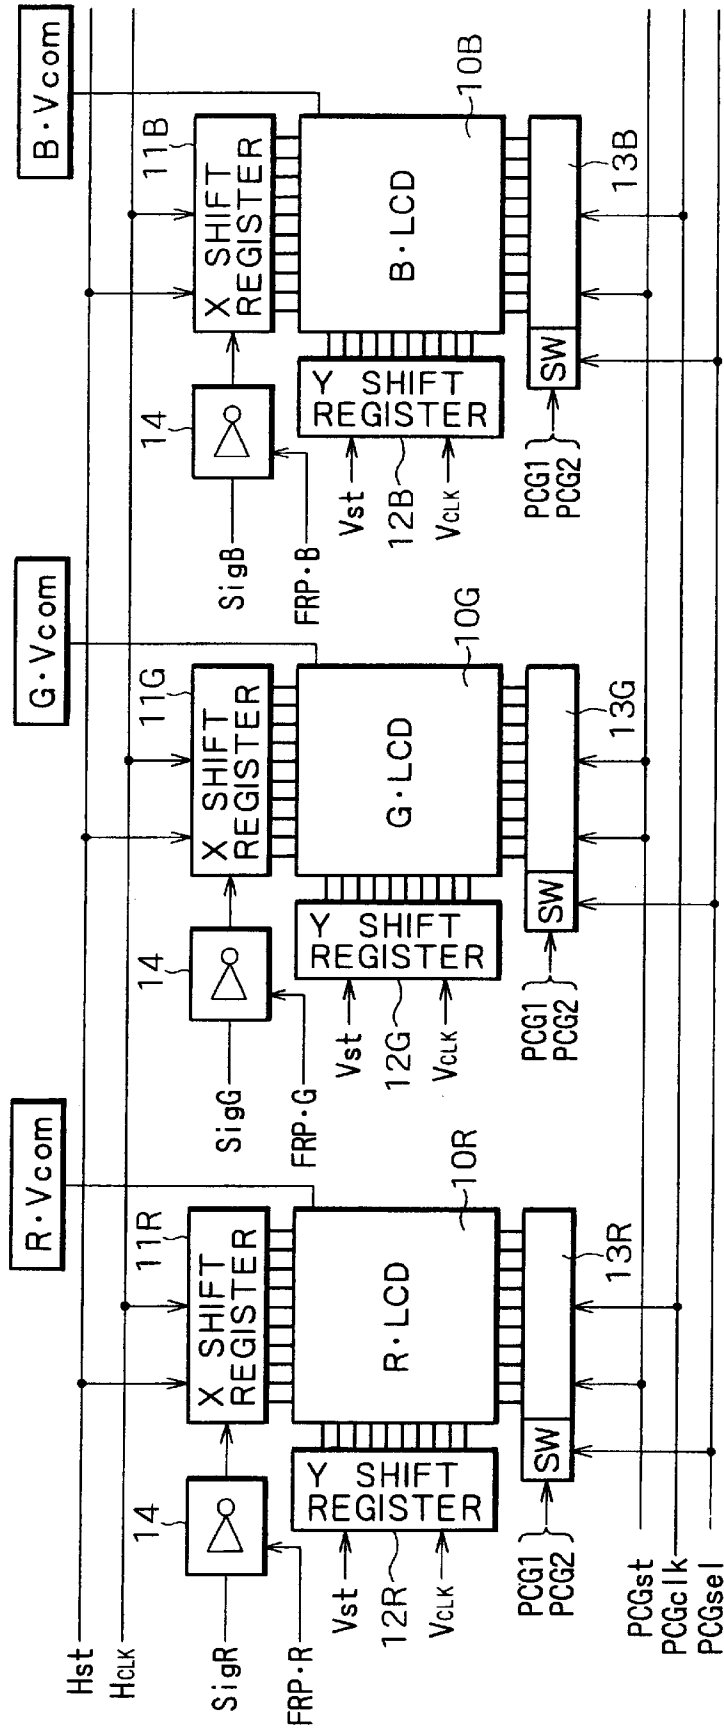 R·Vcom
G·Vcom
B·Vcom
Hst
HCLK
14
11R
X SHIFT
REGISTER
SigR
FRP·R
Y SHIFT
REGISTER
Vst
12R
VCLK
R·LCD
10R
PCG1
PCG2
SW
13R
14
11G
X SHIFT
REGISTER
SigG
FRP·G
Y SHIFT
REGISTER
Vst
12G
VCLK
G·LCD
10G
PCG1
PCG2
SW
13G
14
11B
X SHIFT
REGISTER
SigB
FRP·B
Y SHIFT
REGISTER
Vst
12B
VCLK
B·LCD
10B
PCG1
PCG2
SW
13B
PCGst
PCGclk
PCGsel